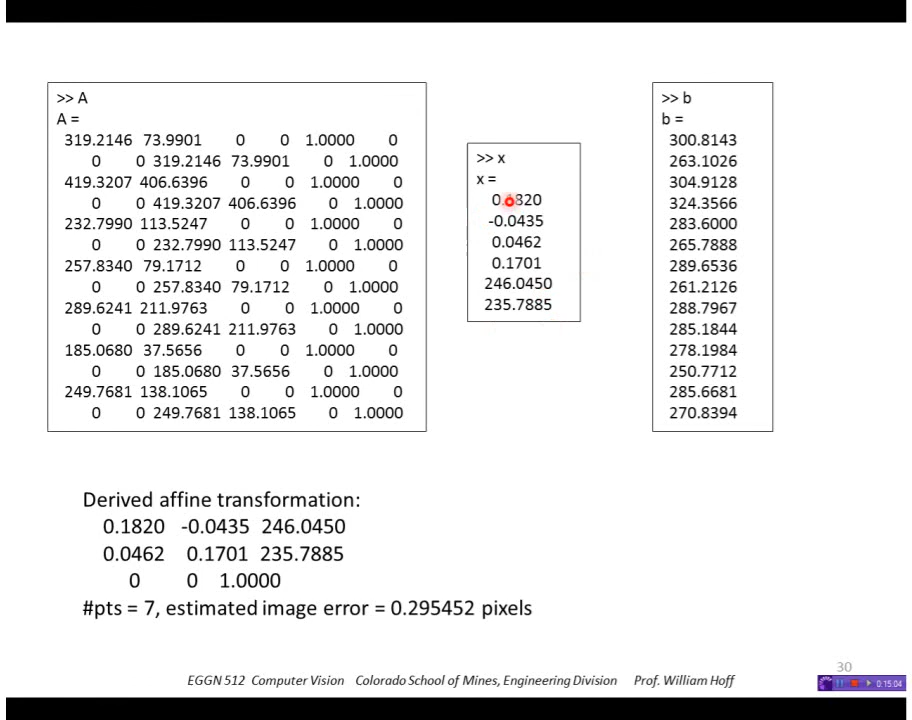 >> A
A =
319.2146 73.9901 0 0 1.0000 0
0 0 319.2146 73.9901 0 1.0000
419.3207 406.6396 0 0 1.0000 0
0 0 419.3207 406.6396 0 1.0000
232.7990 113.5247 0 0 1.0000 0
0 0 232.7990 113.5247 0 1.0000
257.8340 79.1712 0 0 1.0000 0
0 0 257.8340 79.1712 0 1.0000
289.6241 211.9763 0 0 1.0000 0
0 0 289.6241 211.9763 0 1.0000
185.0680 37.5656 0 0 1.0000 0
0 0 185.0680 37.5656 0 1.0000
249.7681 138.1065 0 0 1.0000 0
0 0 249.7681 138.1065 0 1.0000
>> x
x =
0.1820
-0.0435
0.0462
0.1701
246.0450
235.7885
>> b
b =
300.8143
263.1026
304.9128
324.3566
283.6000
265.7888
289.6536
261.2126
288.7967
285.1844
278.1984
250.7712
285.6681
270.8394
Derived affine transformation:
0.1820 -0.0435 246.0450
0.0462 0.1701 235.7885
0 0 1.0000
#pts = 7, estimated image error = 0.295452 pixels
EGGN 512 Computer Vision Colorado School of Mines, Engineering Division Prof. William Hoff
30
0:15:04